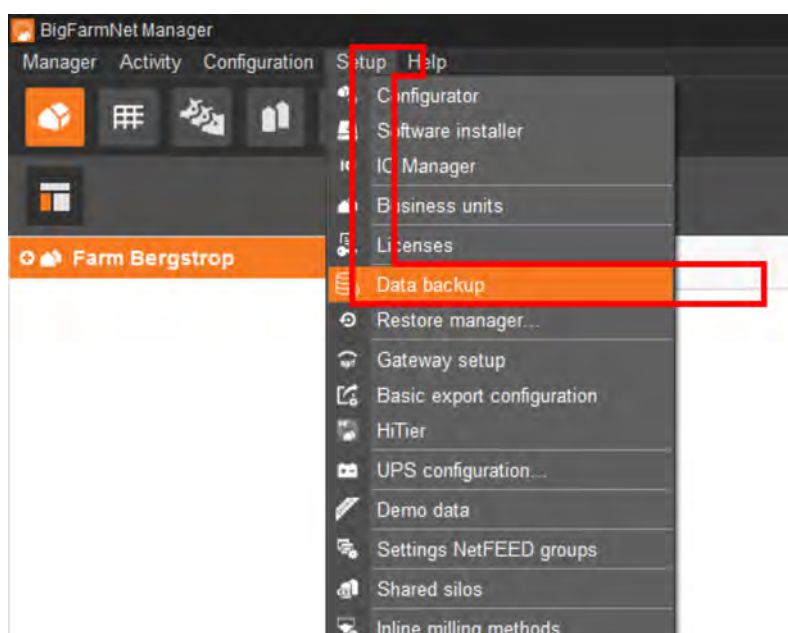 BigFarmNet Manager
Manager Activity Configuration Setup Help
Configurator
Software installer
IO Manager
Business units
Licenses
Farm Bergstrop
Data backup
Restore manager...
Gateway setup
Basic export configuration
HiTier
UPS configuration...
Demo data
Settings NetFEED groups
Shared silos
Inline milling methods